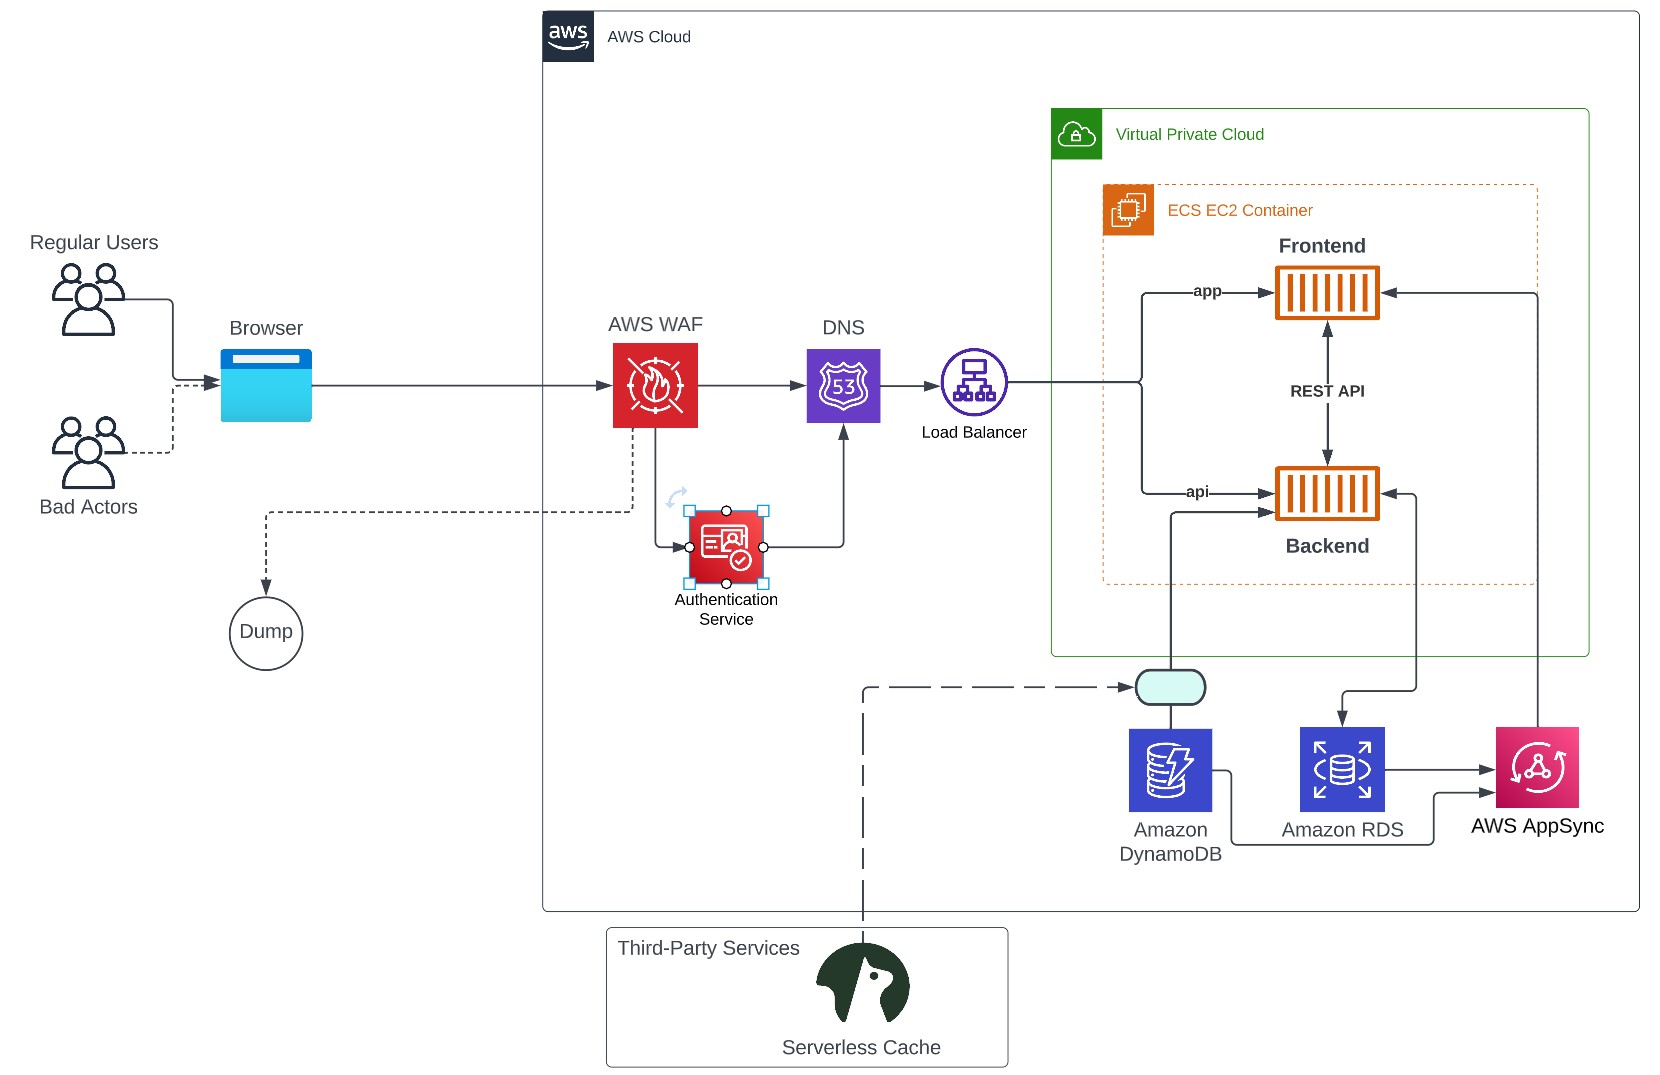 aws
AWS Cloud
Virtual Private Cloud
ECS EC2 Container
Regular Users
Frontend
app
Browser
AWS WAF
DNS
53
REST API
Load Balancer
Bad Actors
api
Backend
Authentication
Service
Dump
Amazon
DynamoDB
Amazon RDS
AWS AppSync
Third-Party Services
Serverless Cache